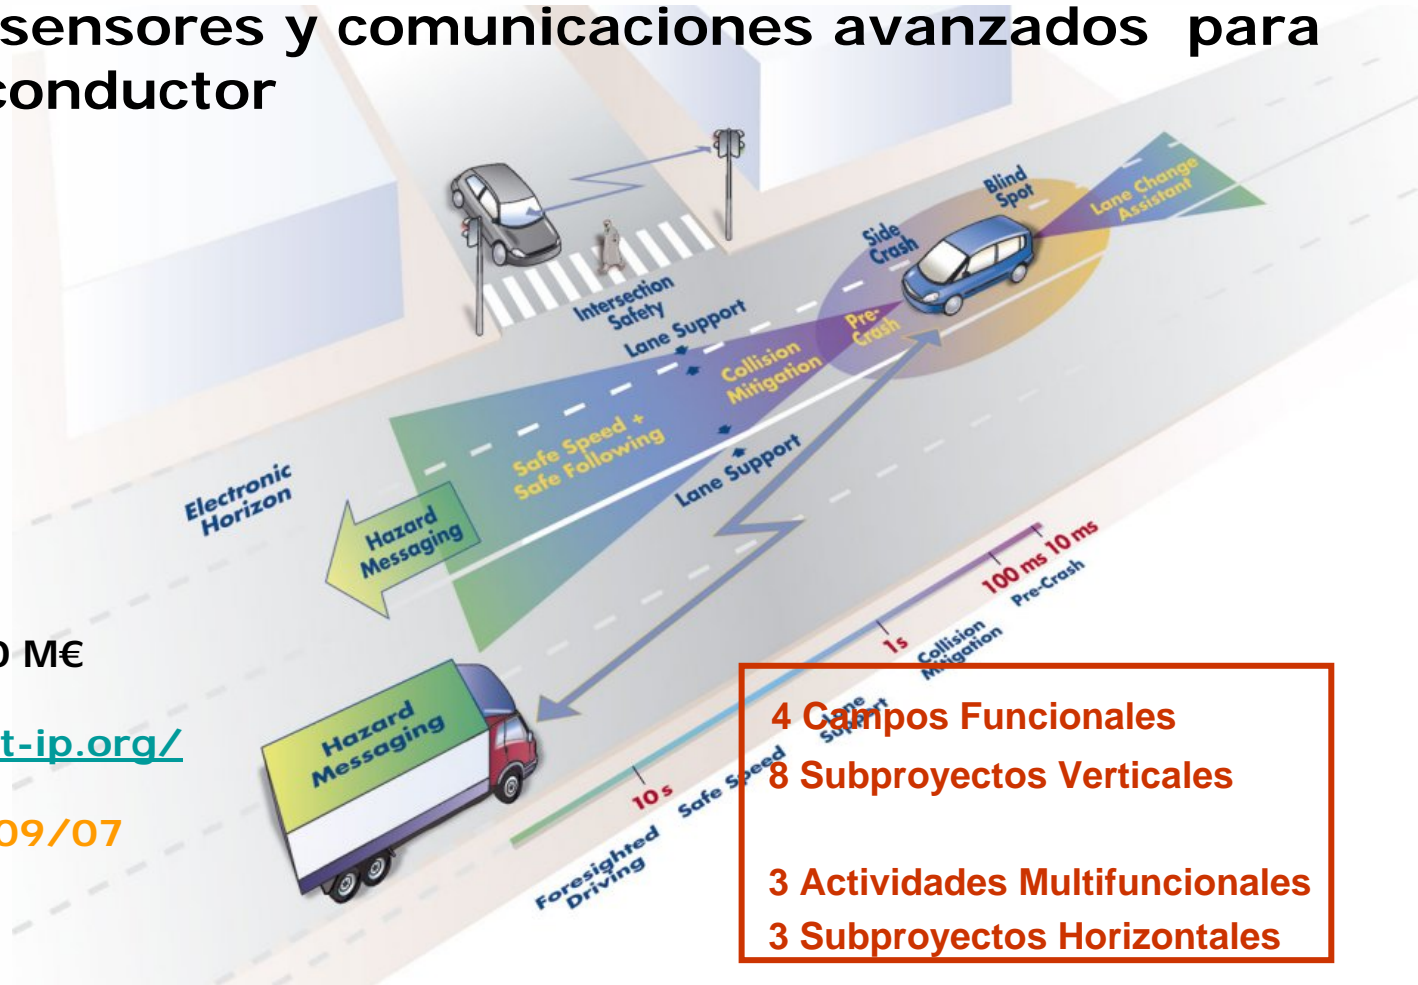 sensores y comunicaciones avanzados para
conductor
Blind
Spot
Lane Change
Assistant
Side
Crash
Intersection
Safety
Lane Support
Pre-
Crash
Collision
Mitigation
Safe Speed +
Safe Following
Lane Support
Electronic
Horizon
Hazard
Messaging
10 ms
100 ms
Pre-Crash
1s
Collision
Mitigation
0 M€
Lane
Support
4 Campos Funcionales
Hazard
Messaging
t-ip.org/
Safe Speed
8 Subproyectos Verticales
10 s
09/07
Foresighted
Driving
3 Actividades Multifuncionales
3 Subproyectos Horizontales